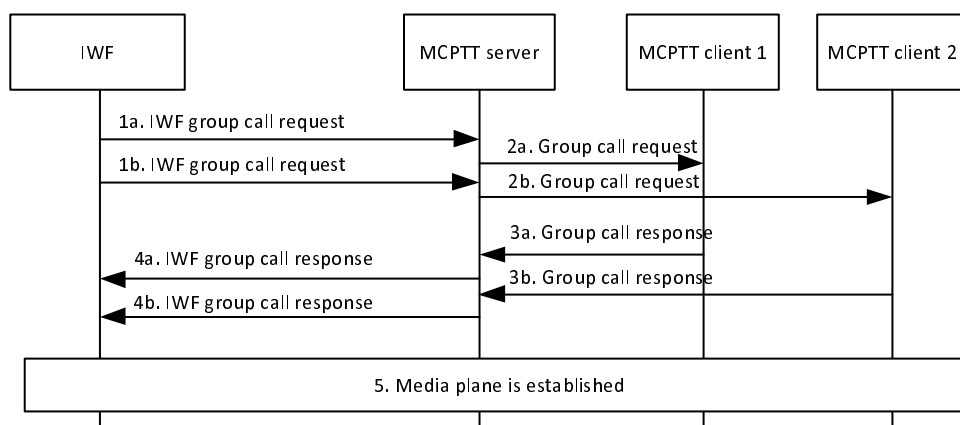 IWF
MCPTT server
MCPTT client 1
MCPTT client 2
1a. IWF group call request
2a. Group call request
1b. IWF group call request
2b. Group call request
3a. Group call response
4a. IWF group call response
3b. Group call response
4b. IWF group call response
5. Media plane is established